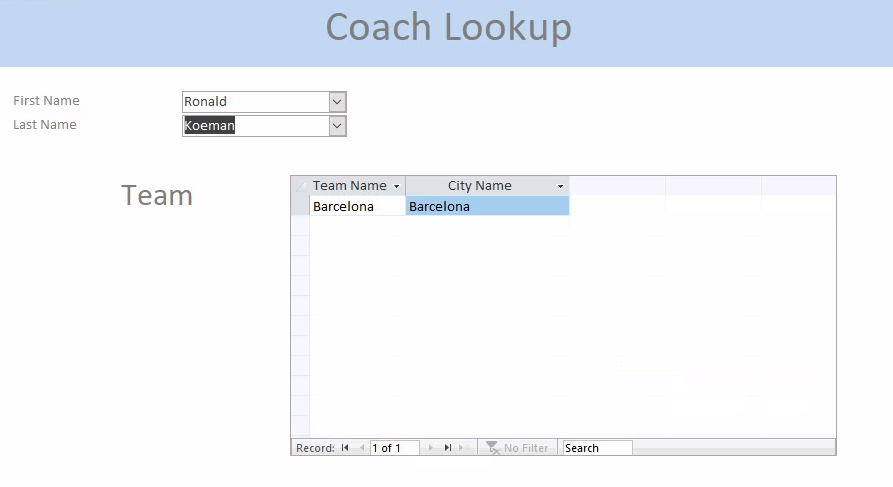 Coach Lookup
First Name Ronald
Last Name Koeman
Team
Team Name City Name
Barcelona Barcelona
Record: 1 of 1 No Filter Search